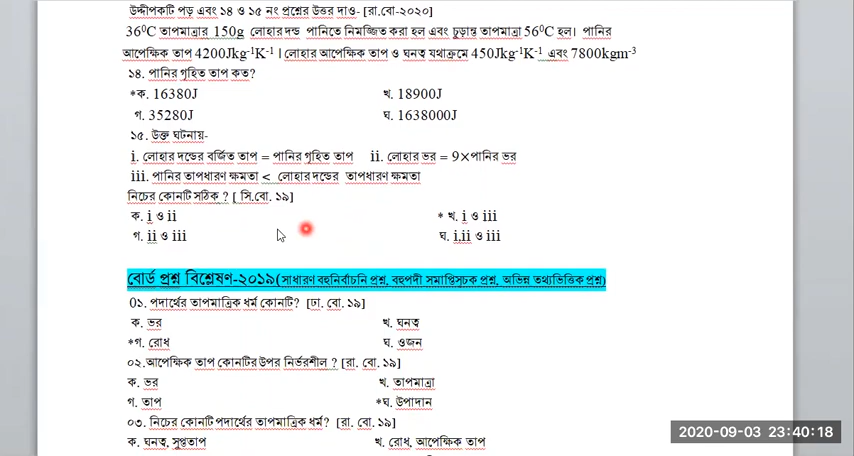 উদ্দীপকটি পড় এবং ১৪ ও ১৫ নং প্রশ্নের উত্তর দাও- [রা.বো-২০২০]
36⁰C তাপমাত্রার 150g লোহার দন্ড পানিতে নিমজ্জিত করা হল এবং চুড়ান্ত তাপমাত্রা 56⁰C হল। পানির
আপেক্ষিক তাপ 4200Jkg⁻¹K⁻¹। লোহার আপেক্ষিক তাপ ও ঘনত্ব যথাক্রমে 450Jkg⁻¹K⁻¹ এবং 7800kgm⁻³
১৪. পানির গৃহিত তাপ কত?
*ক. 16380J খ. 18900J
গ. 35280J ঘ. 1638000J
১৫. উক্ত ঘটনায়-
i. লোহার দন্ডের বর্জিত তাপ = পানির গৃহিত তাপ ii. লোহার ভর = 9×পানির ভর
iii. পানির তাপধারণ ক্ষমতা < লোহার দন্ডের তাপধারণ ক্ষমতা
নিচের কোনটি সঠিক ? [ সি.বো. ১৯]
ক. i ও ii * খ. i ও iii
গ. ii ও iii ঘ. i.ii ও iii
বোর্ড প্রশ্ন বিশ্লেষণ-২০১৯(সাধারণ বহুনির্বাচনি প্রশ্ন, বহুপদী সমাপ্তিসূচক প্রশ্ন, অভিন্ন তথ্যভিত্তিক প্রশ্ন)
0১. পদার্থের তাপমাত্রিক ধর্ম কোনটি? [ঢা. বো. ১৯]
ক. ভর খ. ঘনত্ব
*গ. রোধ ঘ. ওজন
০২.আপেক্ষিক তাপ কোনটির উপর নির্ভরশীল ? [রা. বো. ১৯]
ক. ভর খ. তাপমাত্রা
গ. তাপ *ঘ. উপাদান
০৩. নিচের কোনটি পদার্থের তাপমাত্রিক ধর্ম? [রা. বো. ১৯]
ক. ঘনত্ব, সুপ্ততাপ খ. রোধ, আপেক্ষিক তাপ
2020-09-03 23:40:18